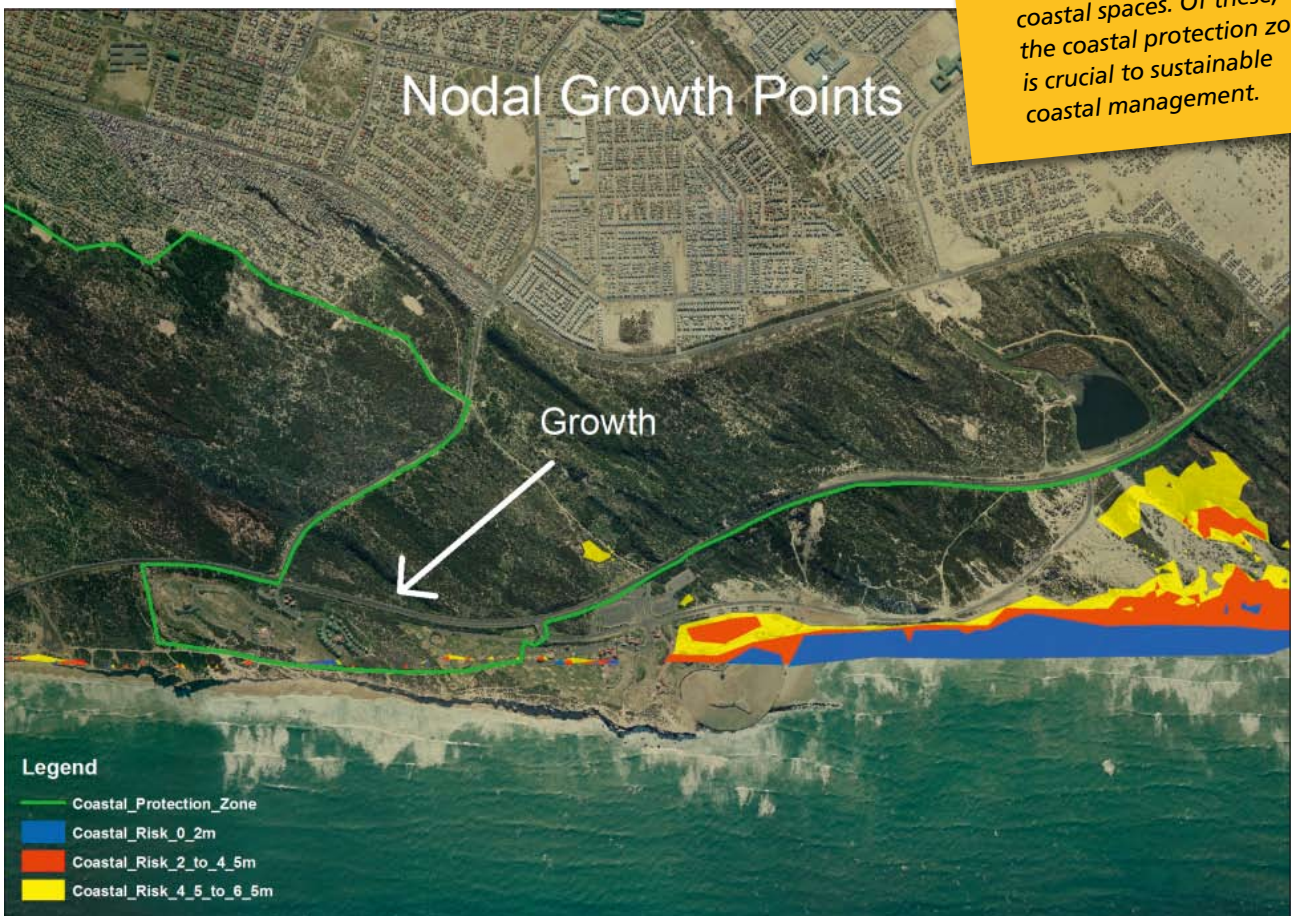 coastal spaces. Of these,
the coastal protection
is crucial to sustainable
coastal management.
Nodal Growth Points
Growth
Legend
Coastal_Protection_Zone
Coastal_Risk_0_2m
Coastal_Risk_2_to_4_5m
Coastal_Risk_4_5_to_6_5m